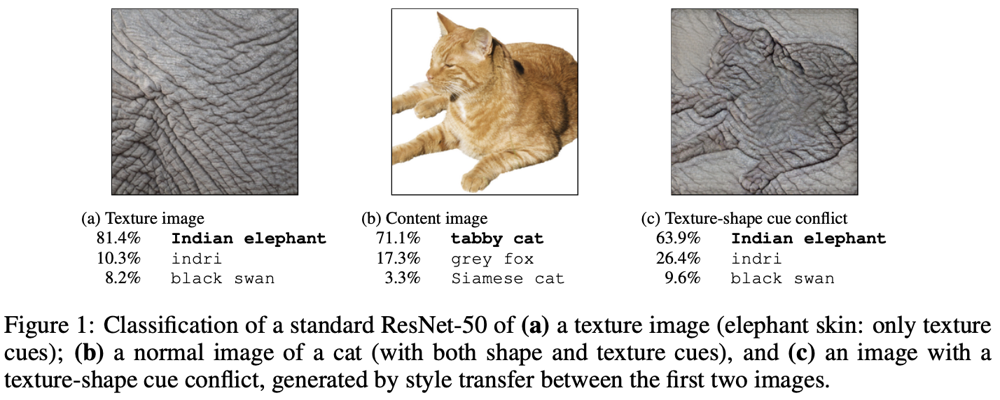 (a) Texture image
81.4% Indian elephant
10.3% indri
8.2% black swan
(b) Content image
71.1% tabby cat
17.3% grey fox
3.3% Siamese cat
(c) Texture-shape cue conflict
63.9% Indian elephant
26.4% indri
9.6% black swan
Figure 1: Classification of a standard ResNet-50 of (a) a texture image (elephant skin: only texture
cues); (b) a normal image of a cat (with both shape and texture cues), and (c) an image with a
texture-shape cue conflict, generated by style transfer between the first two images.